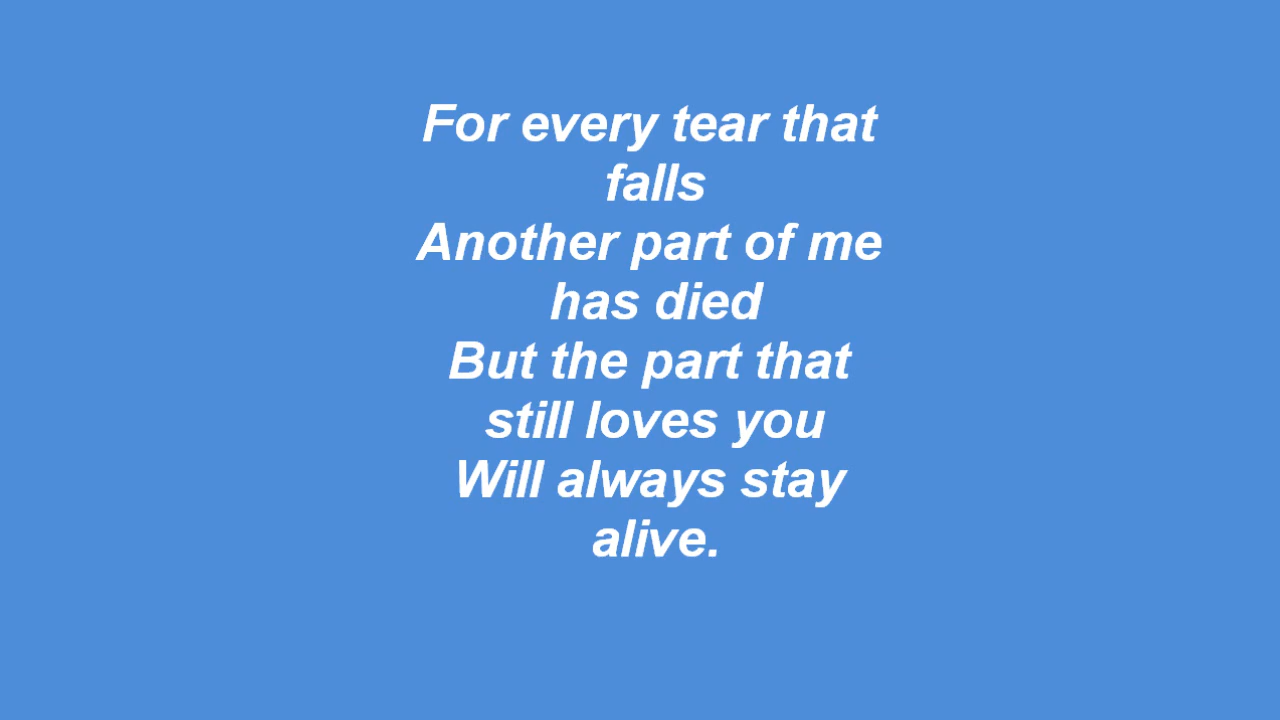 For every tear that
falls
Another part of me
has died
But the part that
still loves you
Will always stay
alive.